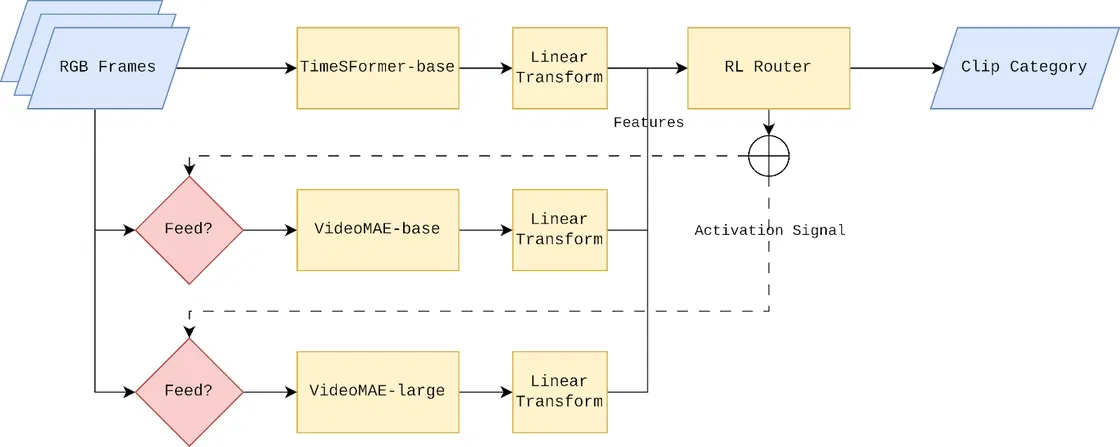 RGB Frames
TimeSFormer-base
Linear
Transform
RL Router
Clip Category
Features
Feed?
VideoMAE-base
Linear
Transform
Activation Signal
Feed?
VideoMAE-large
Linear
Transform